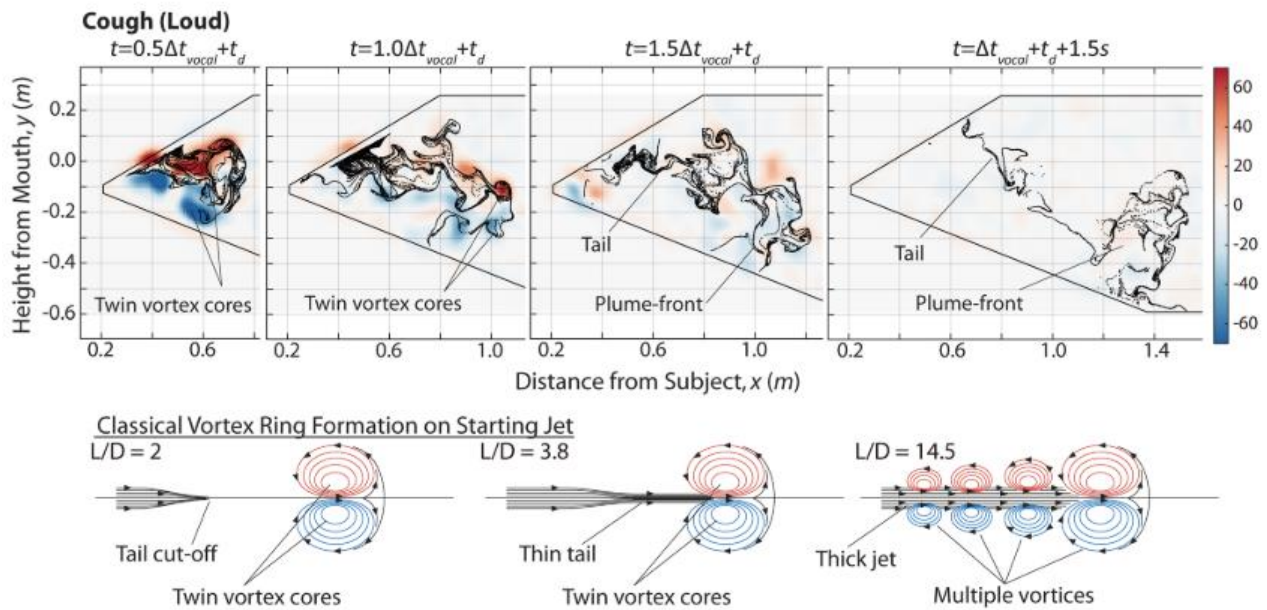 Cough (Loud)
t=0.5Δt_vocal+t_d
t=1.0Δt_vocal+t_d
t=1.5Δt_vocal+t_d
t=Δt_vocal+t_d+1.5s
Height from Mouth, y (m)
0.2
0.0
-0.2
-0.4
-0.6
Twin vortex cores
Twin vortex cores
Tail
Plume-front
Tail
Plume-front
60
40
20
0
-20
-40
-60
0.2 0.6 0.2 0.6 1.0 0.2 0.6 1.0 0.2 0.6 1.0 1.4
Distance from Subject, x (m)
Classical Vortex Ring Formation on Starting Jet
L/D = 2
Tail cut-off
Twin vortex cores
L/D = 3.8
Thin tail
Twin vortex cores
L/D = 14.5
Thick jet
Multiple vortices